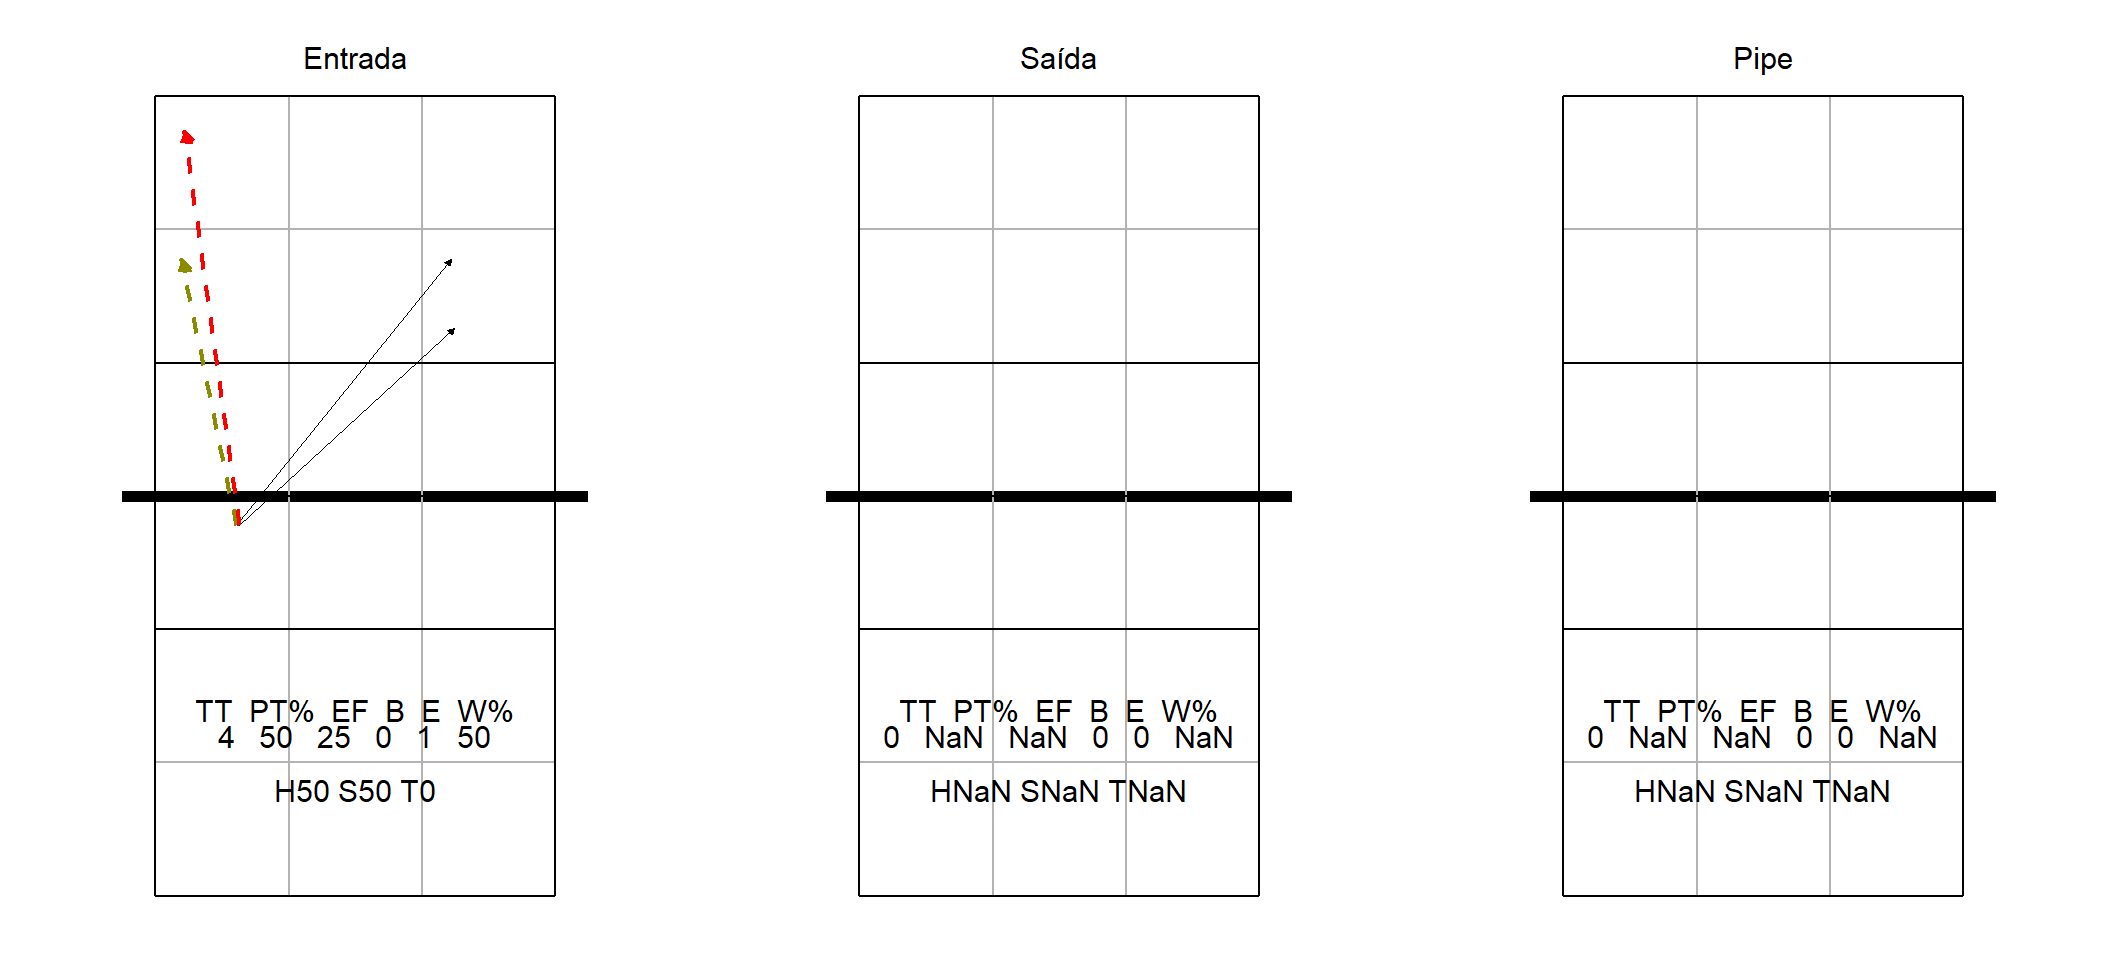 Entrada
TT PT% EF B E W%
4 50 25 0 1 50
H50 S50 T0
Saída
TT PT% EF B E W%
0 NaN NaN 0 0 NaN
HNaN SNaN TNaN
Pipe
TT PT% EF B E W%
0 NaN NaN 0 0 NaN
HNaN SNaN TNaN